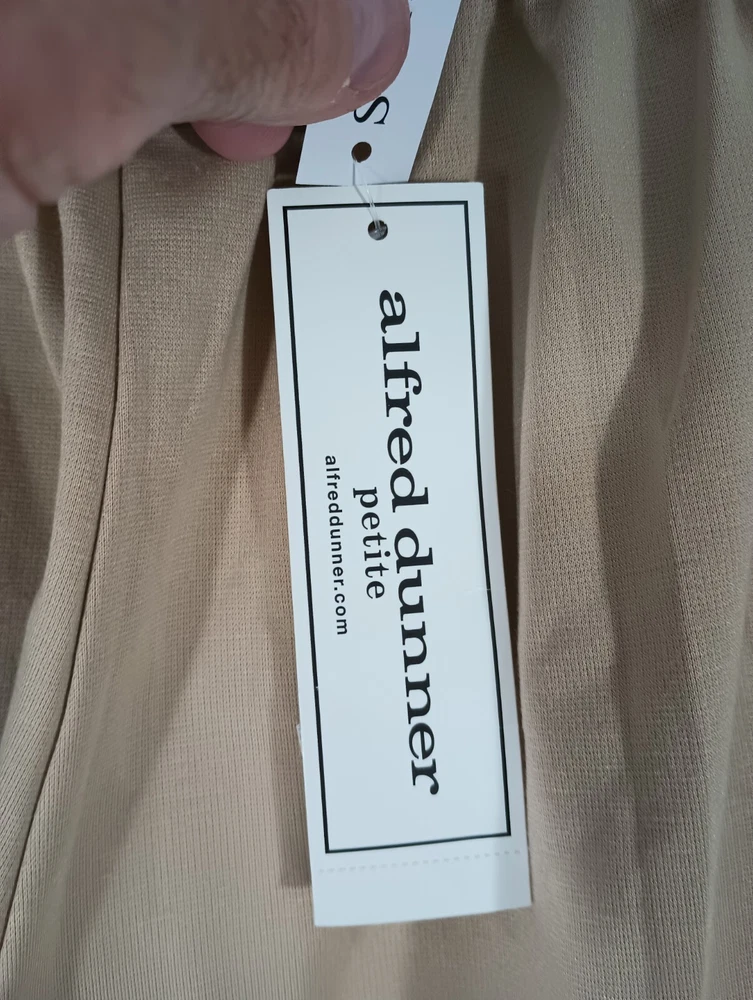 S
alfred dunner
petite
alfreddunner.com